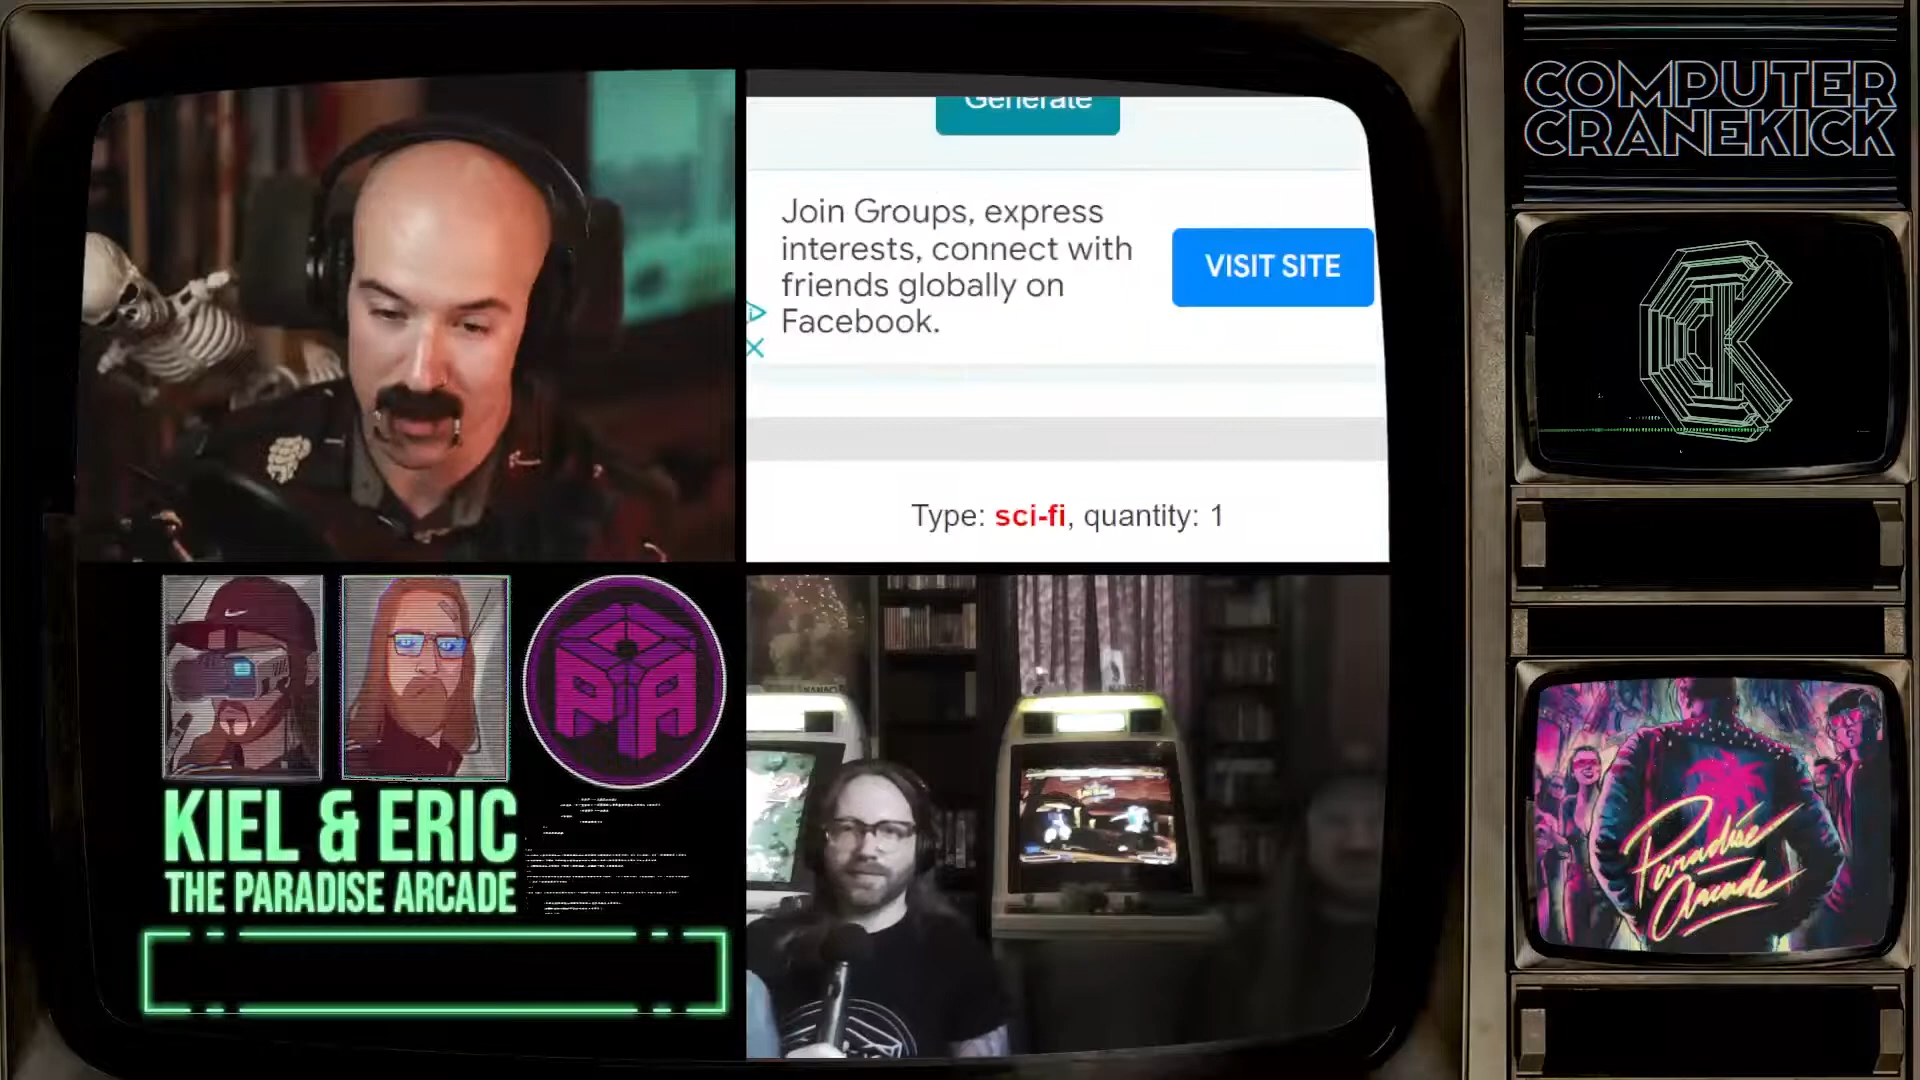 Generate
Join Groups, express
interests, connect with
friends globally on
Facebook.
VISIT SITE
Type: sci-fi, quantity: 1
KIEL & ERIC
THE PARADISE ARCADE
COMPUTER
CRANEKICK
Paradise
Arcade